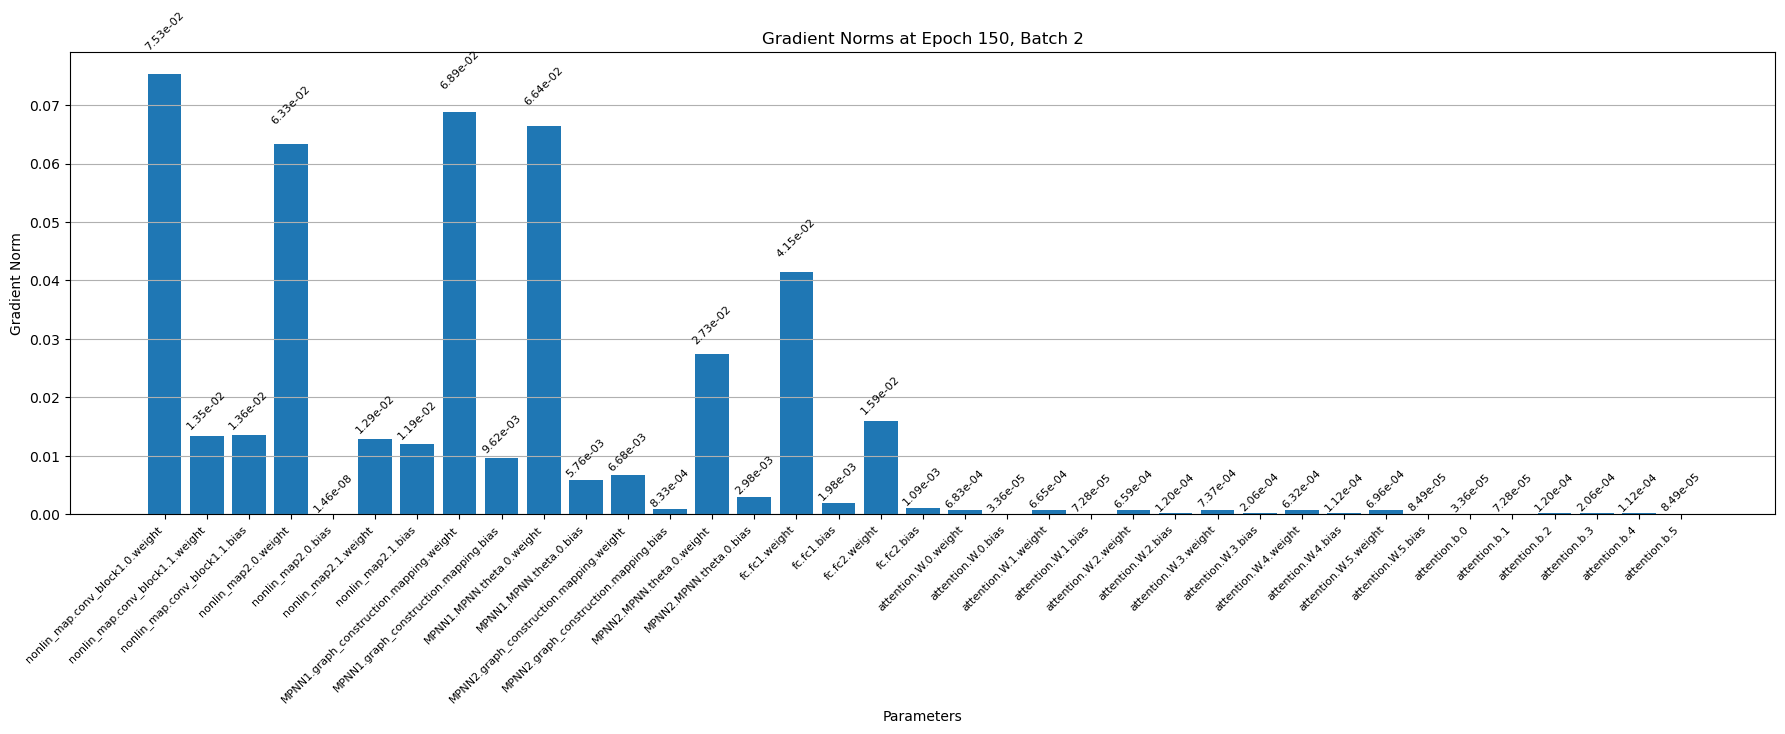 Gradient Norms at Epoch 150, Batch 2
Gradient Norm
0.07
0.06
0.05
0.04
0.03
0.02
0.01
0.00
7.53e-02
1.35e-02
1.36e-02
6.33e-02
1.46e-08
1.29e-02
1.19e-02
6.89e-02
9.62e-03
6.64e-02
5.76e-03
6.68e-03
8.33e-04
2.73e-02
2.98e-03
4.15e-02
1.98e-03
1.59e-02
1.09e-03
6.83e-04
3.36e-05
6.65e-04
7.28e-05
6.59e-04
1.20e-04
7.37e-04
2.06e-04
6.32e-04
1.12e-04
6.96e-04
8.49e-05
3.36e-05
7.28e-05
1.20e-04
2.06e-04
1.12e-04
8.49e-05
nonlin_map.conv_block1.0.weight
nonlin_map.conv_block1.1.weight
nonlin_map.conv_block1.1.bias
nonlin_map2.0.weight
nonlin_map2.0.bias
nonlin_map2.1.weight
nonlin_map2.1.bias
MPNN1.graph_construction.mapping.weight
MPNN1.graph_construction.mapping.bias
MPNN1.MPNN.theta.0.weight
MPNN1.MPNN.theta.0.bias
MPNN2.graph_construction.mapping.weight
MPNN2.graph_construction.mapping.bias
MPNN2.MPNN.theta.0.weight
MPNN2.MPNN.theta.0.bias
fc.fc1.weight
fc.fc1.bias
fc.fc2.weight
fc.fc2.bias
attention.W.0.weight
attention.W.0.bias
attention.W.1.weight
attention.W.1.bias
attention.W.2.weight
attention.W.2.bias
attention.W.3.weight
attention.W.3.bias
attention.W.4.weight
attention.W.4.bias
attention.W.5.weight
attention.W.5.bias
attention.b.0
attention.b.1
attention.b.2
attention.b.3
attention.b.4
attention.b.5
Parameters